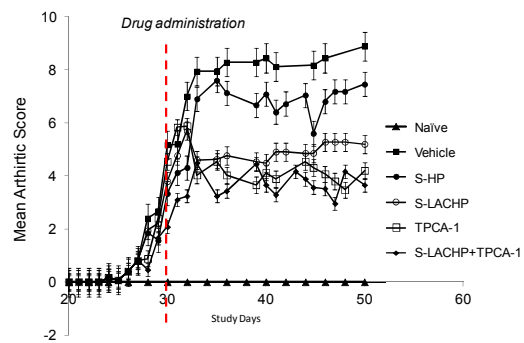 Drug administration
10
8
6
4
2
0
-2
Mean Arthirtic Score
20 30 40 50 60
Study Days
Naïve
Vehicle
S-HP
S-LACHP
TPCA-1
S-LACHP+TPCA-1